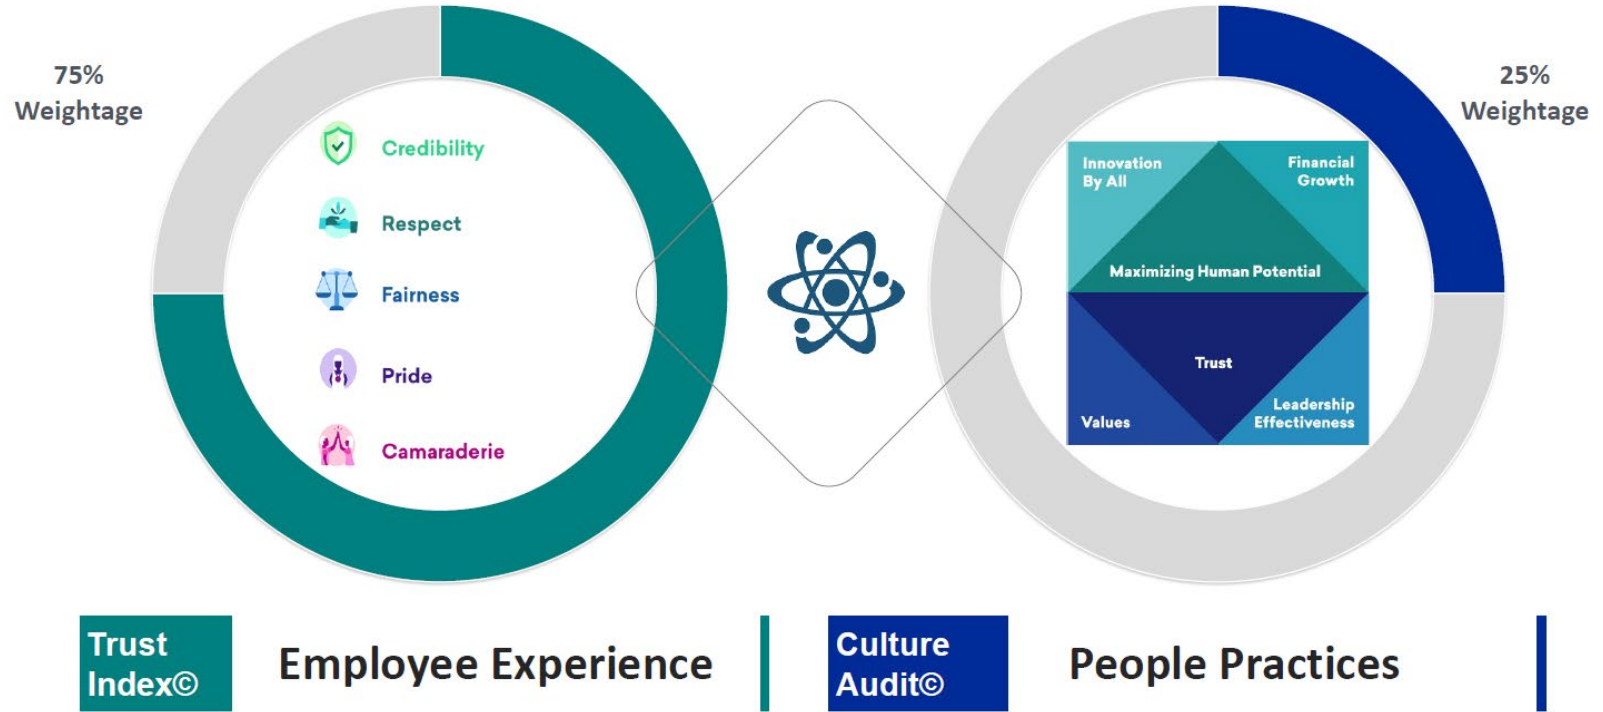 75%
Weightage
Credibility
Respect
Fairness
Pride
Camaraderie
25%
Weightage
Innovation
By All
Financial
Growth
Maximizing Human Potential
Trust
Values
Leadership
Effectiveness
Trust
Index©
Employee Experience
Culture
Audit©
People Practices